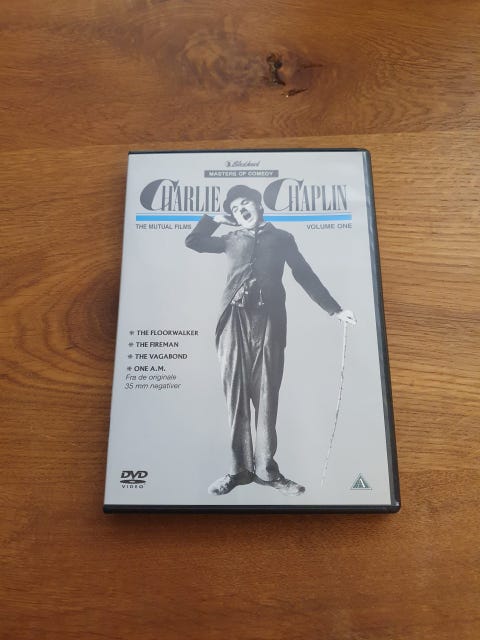 MASTERS OF COMEDY
CHARLIE CHAPLIN
THE MUTUAL FILMS
VOLUME ONE
* THE FLOORWALKER
* THE FIREMAN
* THE VAGABOND
* ONE A.M.
Fra de originale
35 mm negativer
DVD
VIDEO
A